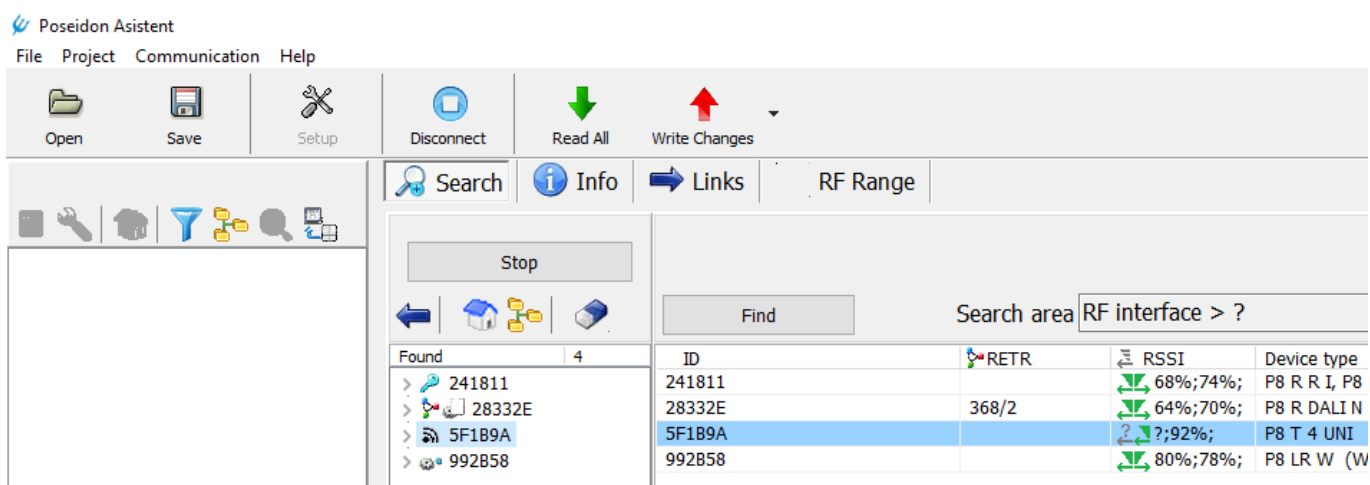 Poseidon Asistent
File Project Communication Help
Open Save Setup Disconnect Read All Write Changes
Search Info Links RF Range
Stop
Find Search area RF interface > ?
Found 4
241811
28332E
5F1B9A
992B58
ID RETR RSSI Device type
241811 68%;74%; P8 R R I, P8
28332E 368/2 64%;70%; P8 R DALI N
5F1B9A ?;92%; P8 T 4 UNI
992B58 80%;78%; P8 LR W (W